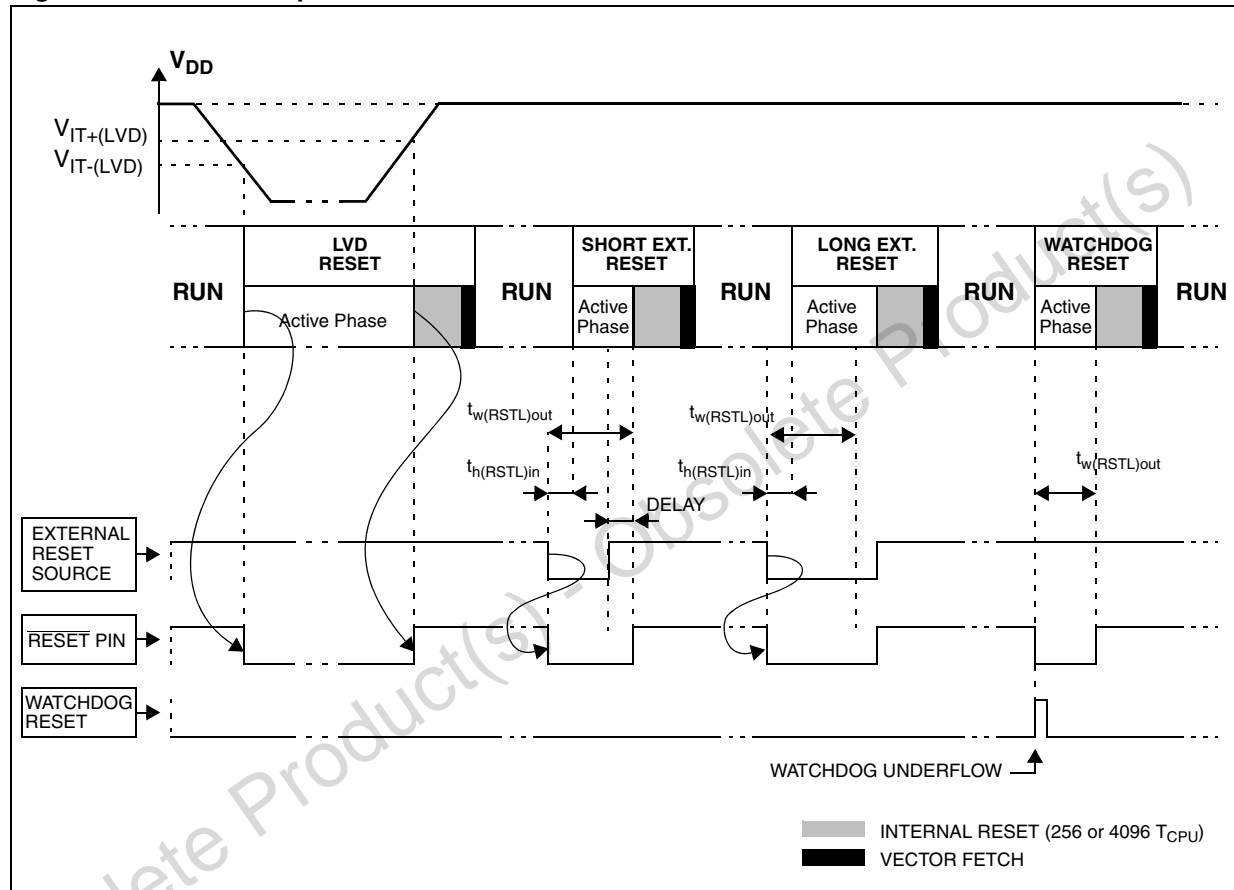 V_DD
V_IT+(LVD)
V_IT-(LVD)
LVD
RESET
SHORT EXT.
RESET
LONG EXT.
RESET
WATCHDOG
RESET
RUN
Active Phase
RUN
Active
Phase
RUN
Active
Phase
RUN
Active
Phase
RUN
t_w(RSTL)out
t_w(RSTL)out
t_h(RSTL)in
t_h(RSTL)in
t_w(RSTL)out
DELAY
EXTERNAL
RESET
SOURCE
RESET PIN
WATCHDOG
RESET
WATCHDOG UNDERFLOW
INTERNAL RESET (256 or 4096 T_CPU)
VECTOR FETCH
lete Product(s) - Obsolete Product(s)